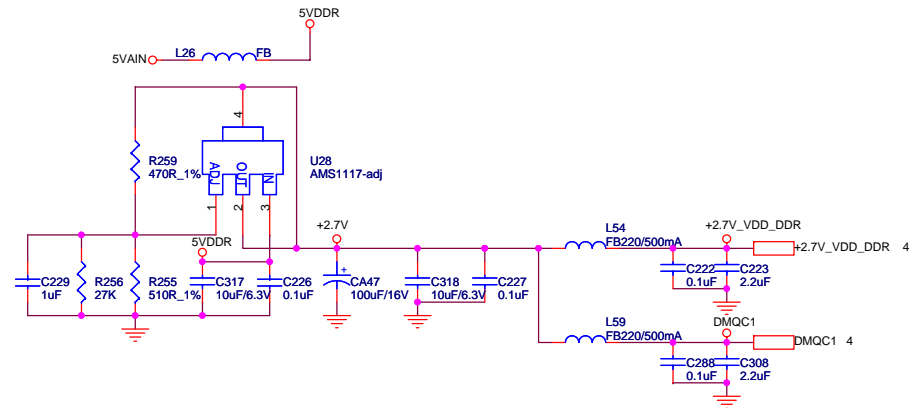 5VDDR
5VAIN
L26
FB
4
R259
470R_1%
ADJ
OUT
IN
U28
AMS1117-adj
1
2
3
5VDDR
+2.7V
L54
FB220/500mA
+2.7V_VDD_DDR
+2.7V_VDD_DDR 4
C229
1uF
R256
27K
R255
510R_1%
C317
10uF/6.3V
C226
0.1uF
+
CA47
100uF/16V
C318
10uF/6.3V
C227
0.1uF
C222
0.1uF
C223
2.2uF
L59
FB220/500mA
DMQC1
DMQC1 4
C288
0.1uF
C308
2.2uF